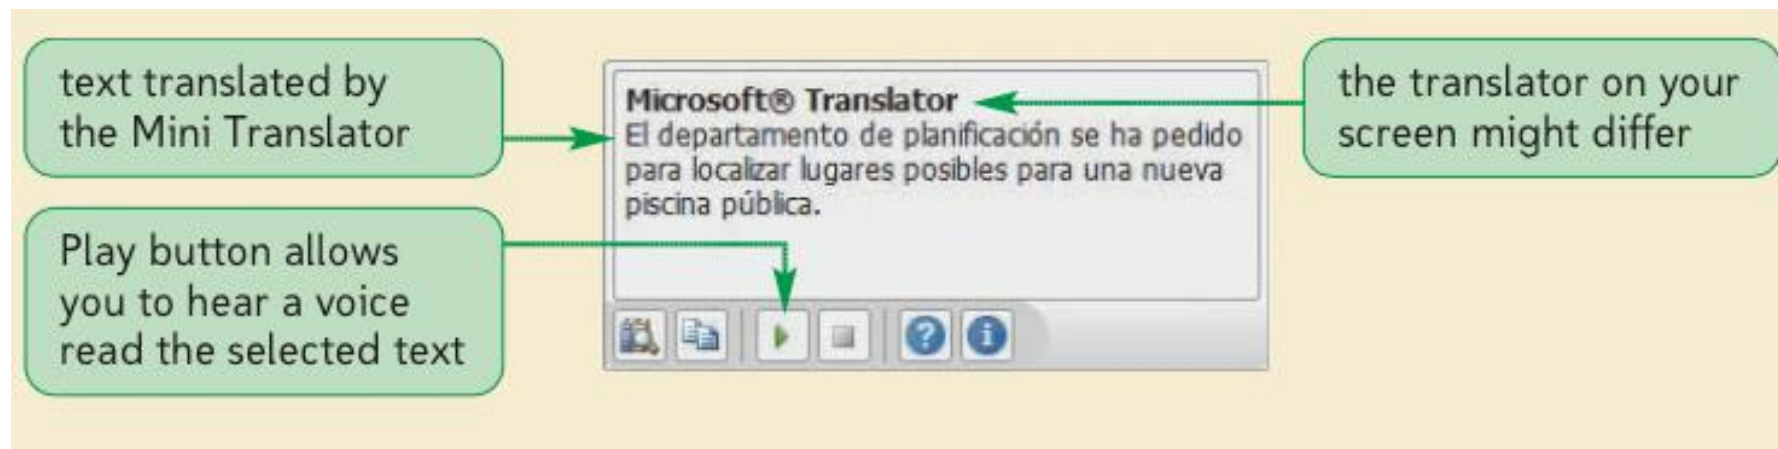 text translated by
the Mini Translator
Play button allows
you to hear a voice
read the selected text
Microsoft® Translator
El departamento de planificación se ha pedido
para localizar lugares posibles para una nueva
piscina pública.
the translator on your
screen might differ